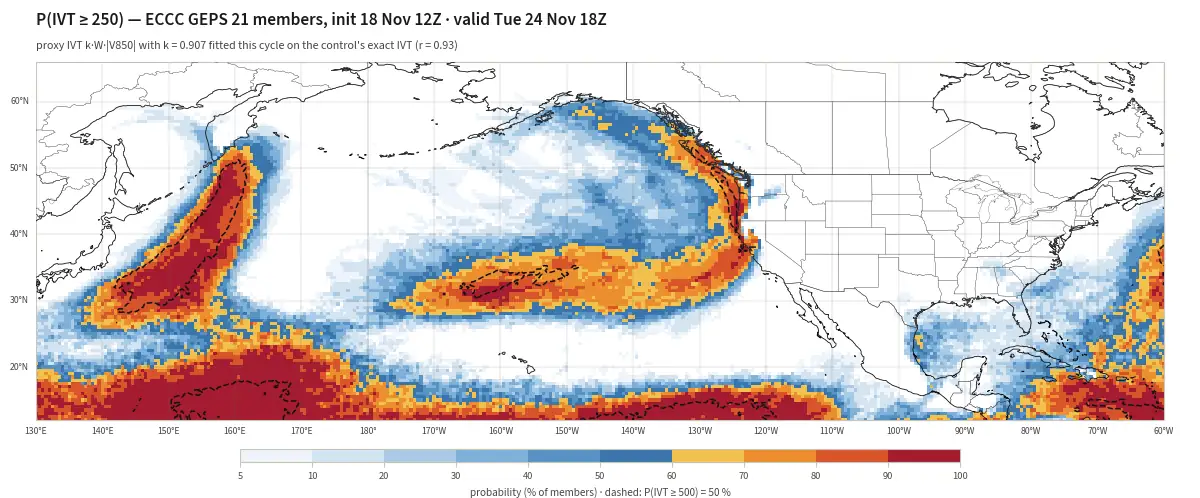 P(IVT ≥ 250) — ECCC GEPS 21 members, init 18 Nov 12Z · valid Tue 24 Nov 18Z
proxy IVT k·W·|V850| with k = 0.907 fitted this cycle on the control's exact IVT (r = 0.93)
60°N
50°N
40°N
30°N
20°N
130°E 140°E 150°E 160°E 170°E 180° 170°W 160°W 150°W 140°W 130°W 120°W 110°W 100°W 90°W 80°W 70°W 60°W
5 10 20 30 40 50 60 70 80 90 100
probability (% of members) · dashed: P(IVT ≥ 500) = 50 %